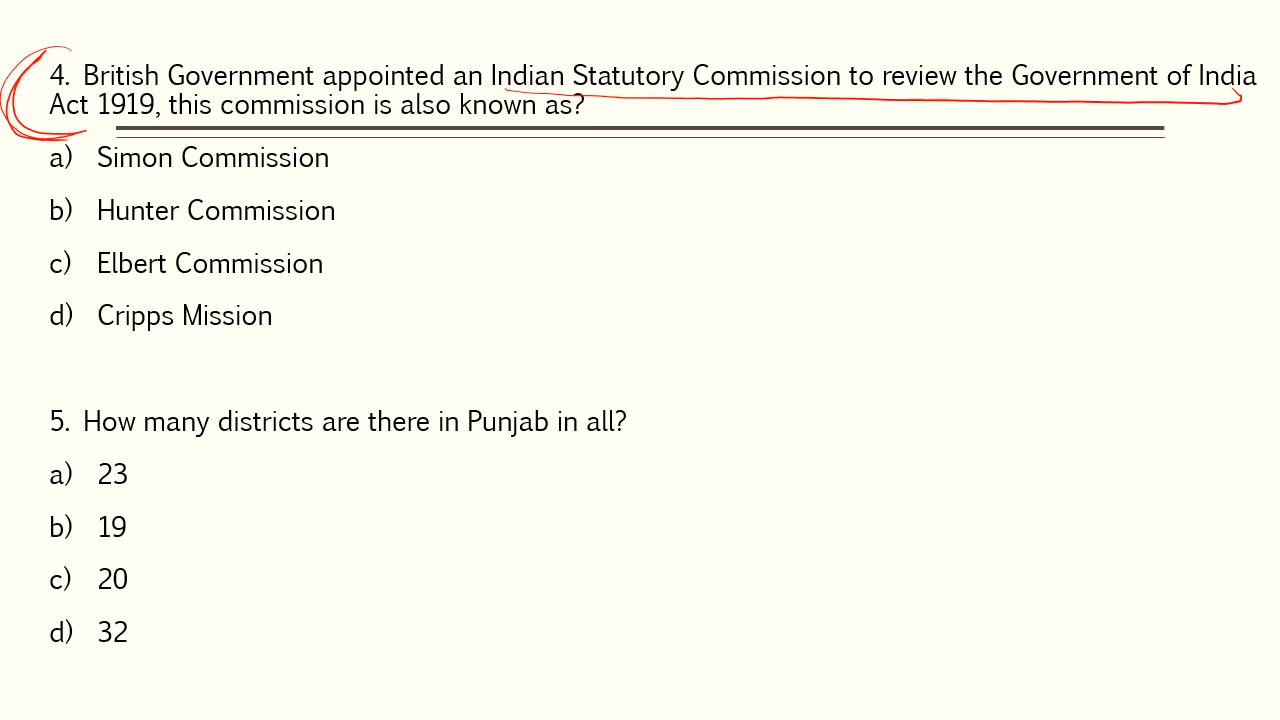 4. British Government appointed an Indian Statutory Commission to review the Government of India
Act 1919, this commission is also known as?
a) Simon Commission
b) Hunter Commission
c) Elbert Commission
d) Cripps Mission
5. How many districts are there in Punjab in all?
a) 23
b) 19
c) 20
d) 32